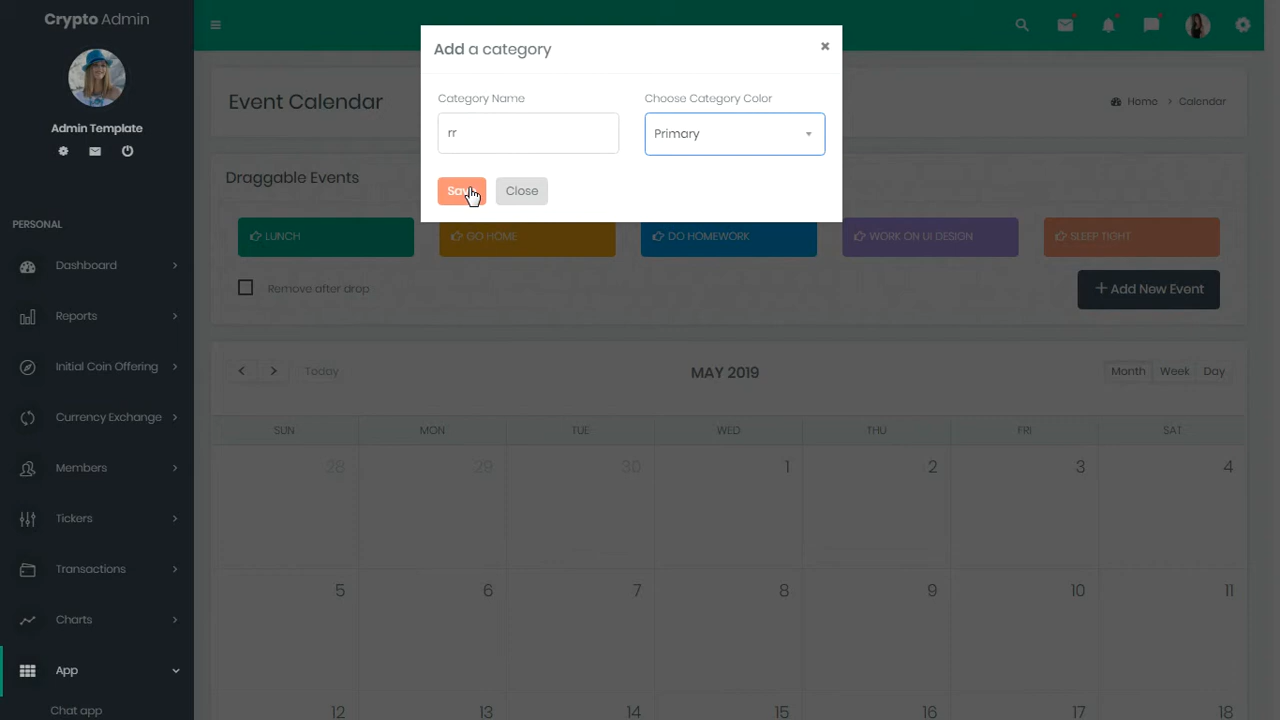 Crypto Admin
Admin Template
PERSONAL
Dashboard
Reports
Initial Coin Offering
Currency Exchange
Members
Tickers
Transactions
Charts
App
Chat app
Add a category
×
Category Name
Choose Category Color
rr
Primary
Save
Close
Event Calendar
Home > Calendar
Draggable Events
LUNCH
GO HOME
DO HOMEWORK
WORK ON UI DESIGN
SLEEP TIGHT
Remove after drop
+ Add New Event
< > Today
MAY 2019
Month Week Day
SUN MON TUE WED THU FRI SAT
28 29 30 1 2 3 4
5 6 7 8 9 10 11
12 13 14 15 16 17 18